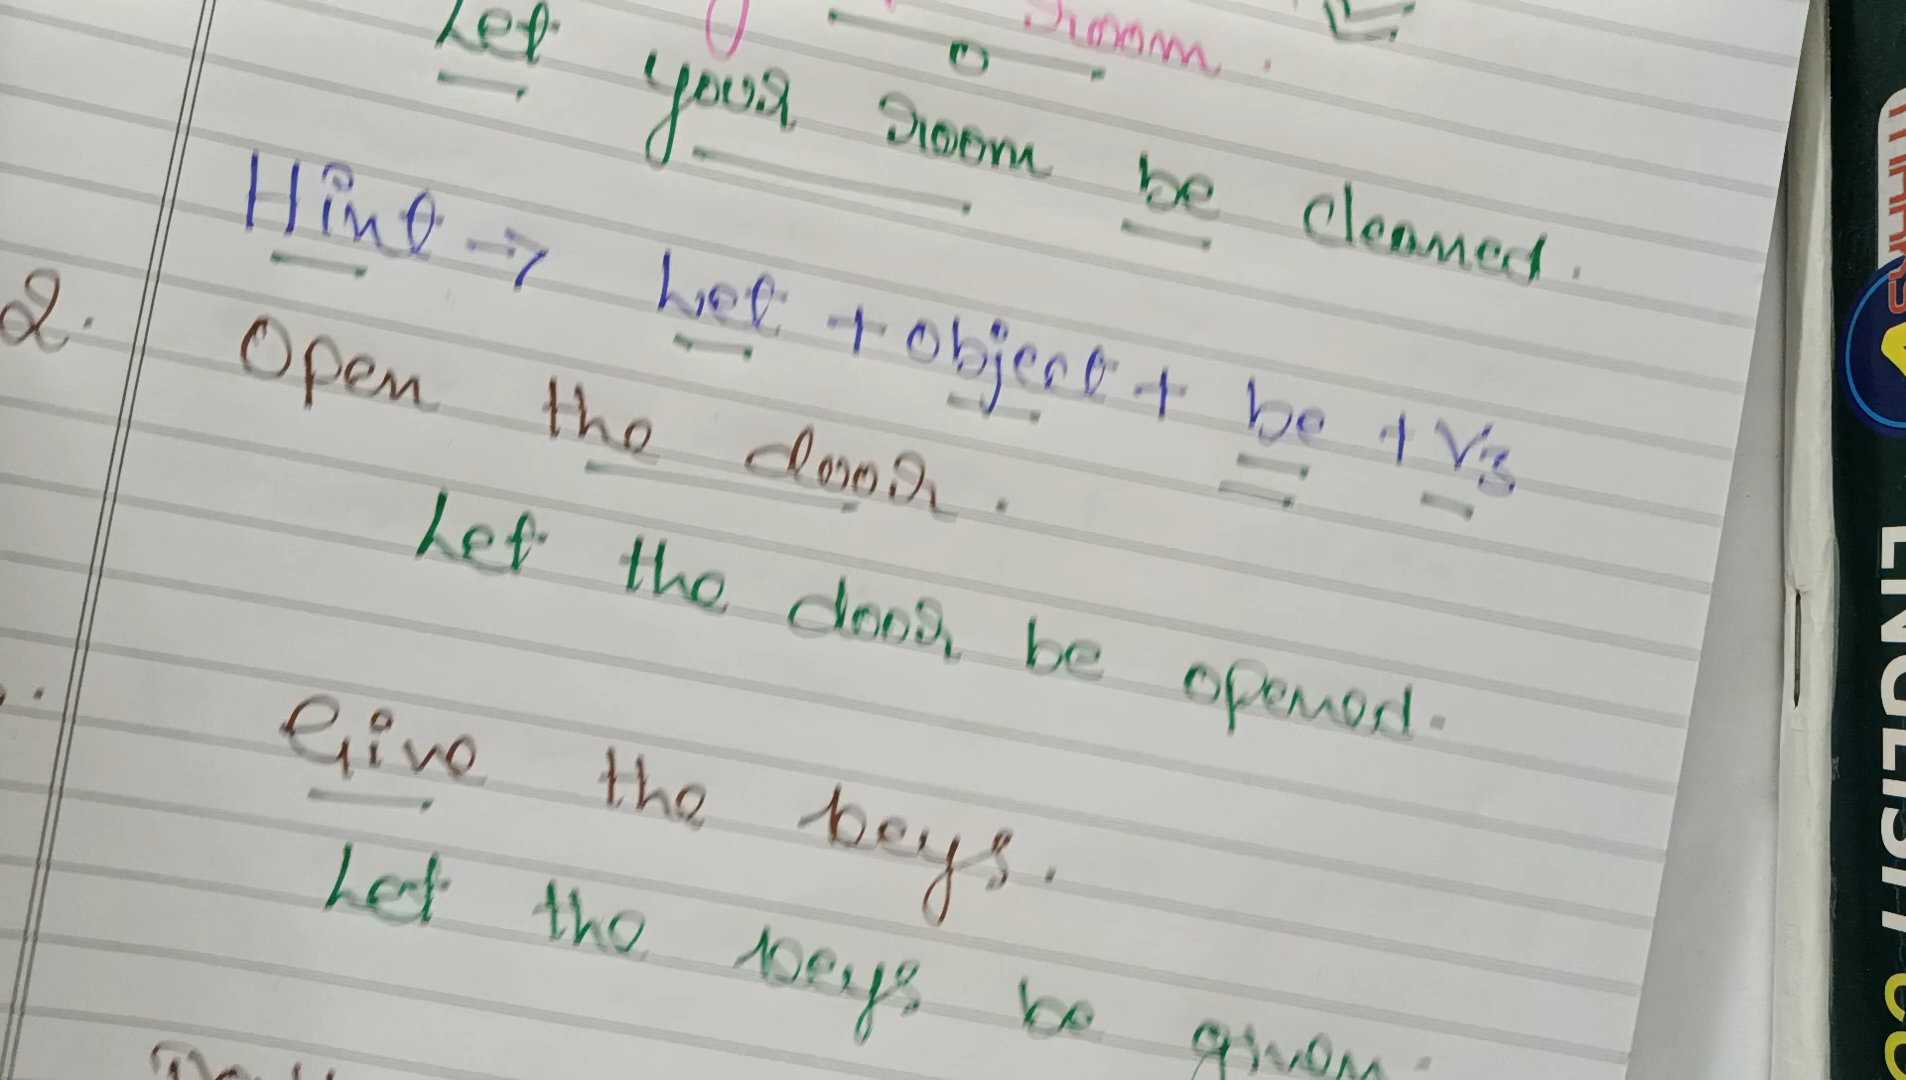 room.
O
Let your room be cleaned.
Hint → Let + object + be + V3
2. Open the door.
Let the door be opened.
Give the keys.
Let the keys be given.
ENGLISH